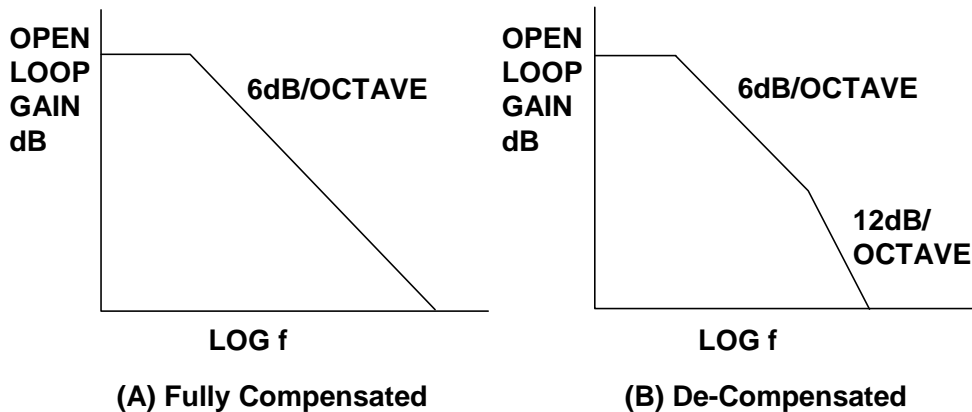 OPEN
LOOP
GAIN
dB
6dB/OCTAVE
LOG f
(A) Fully Compensated
OPEN
LOOP
GAIN
dB
6dB/OCTAVE
12dB/
OCTAVE
LOG f
(B) De-Compensated